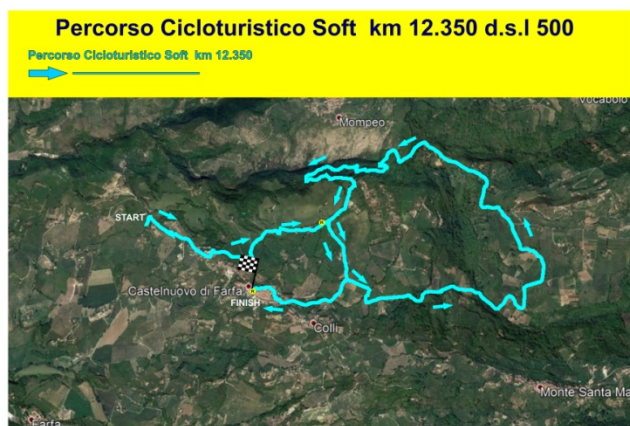 Percorso Cicloturistico Soft km 12.350 d.s.l 500
Percorso Cicloturistico Soft km 12.350
Vocabolo
Mompeo
START
Castelnuovo di Farfa
FINISH
Colli
Monte Santa Ma
Farfa